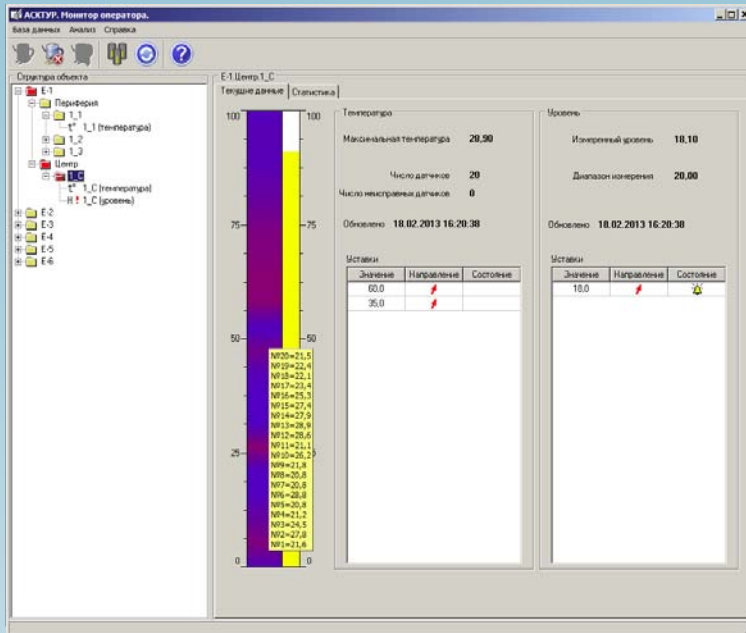 АСКТУР. Монитор оператора.
База данных Анализ Справка
Структура объекта
E-1
Периферия
1_1
t° 1_1 (температура)
1_2
1_3
Центр
1_C
t° 1_C (температура)
H ! 1_C (уровень)
E-2
E-3
E-4
E-5
E-6
E-1.Центр.1_C
Текущие данные Статистика
100 100
75 75
50 50
25 25
0 0
№20=21,5
№19=22,4
№18=22,1
№17=23,4
№16=25,3
№15=27,4
№14=27,9
№13=28,9
№12=28,6
№11=21,1
№10=26,2
№9=21,8
№8=20,8
№7=20,8
№6=28,8
№5=20,8
№4=21,2
№3=24,5
№2=27,8
№1=21,6
Температура
Максимальная температура 28,90
Число датчиков 20
Число неисправных датчиков 0
Обновлено 18.02.2013 16:20:38
Уставки
Значение Направление Состояние
60,0
35,0
Уровень
Измеренный уровень 18,10
Диапазон измерения 20,00
Обновлено 18.02.2013 16:20:38
Уставки
Значение Направление Состояние
18,0